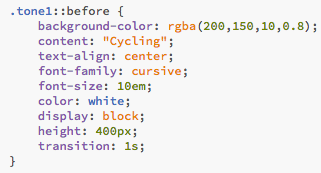 .tone1::before {
    background-color: rgba(200,150,10,0.8);
    content: "Cycling";
    text-align: center;
    font-family: cursive;
    font-size: 10em;
    color: white;
    display: block;
    height: 400px;
    transition: 1s;
}